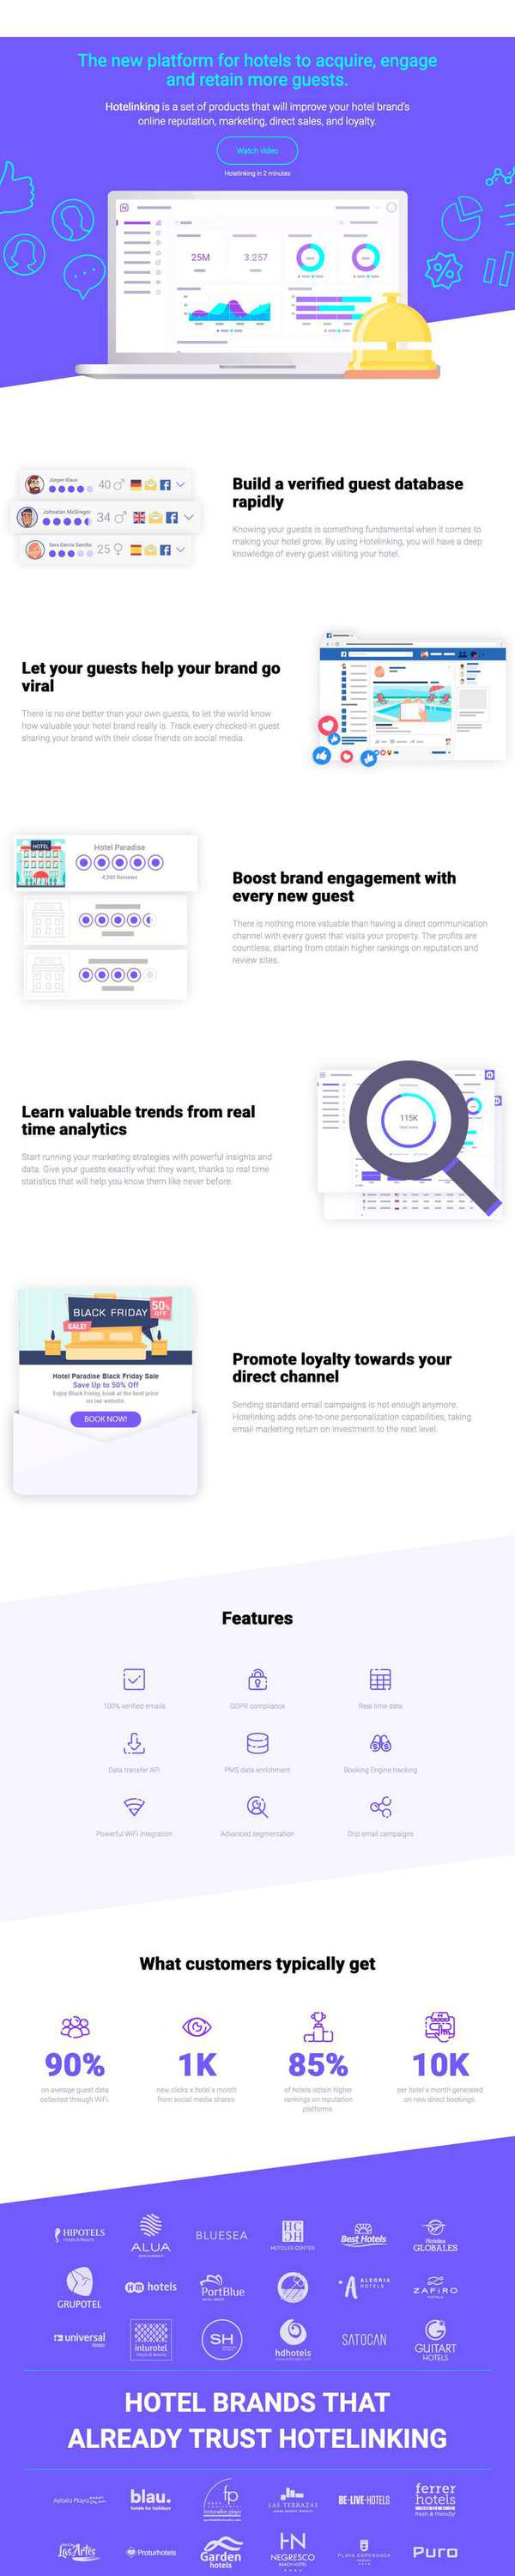 The new platform for hotels to acquire, engage
and retain more guests.
Hotelinking is a set of products that will improve your hotel brand's
online reputation, marketing, direct sales, and loyalty.
Watch video
Hotelinking in 2 minutes
25M
3.257
Jürgen Klaus
40
Johnatan McGregor
34
Sara García Sancho
25
Build a verified guest database
rapidly
Knowing your guests is something fundamental when it comes to
making your hotel grow. By using Hotelinking, you will have a deep
knowledge of every guest visiting your hotel.
Let your guests help your brand go
viral
There is no one better than your own guests, to let the world know
how valuable your hotel brand really is. Track every checked in guest
sharing your brand with their close friends on social media.
HOTEL
Hotel Paradise
4,300 Reviews
Boost brand engagement with
every new guest
There is nothing more valuable than having a direct communication
channel with every guest that visits your property. The profits are
countless, starting from obtain higher rankings on reputation and
review sites.
Learn valuable trends from real
time analytics
Start running your marketing strategies with powerful insights and
data. Give your guests exactly what they want, thanks to real time
statistics that will help you know them like never before.
115K
Total Users
BLACK FRIDAY
50%
OFF
SALE!
Hotel Paradise Black Friday Sale
Save Up to 50% Off
Enjoy Black Friday, book at the best price
on our website.
BOOK NOW!
Promote loyalty towards your
direct channel
Sending standard email campaigns is not enough anymore.
Hotelinking adds one-to-one personalization capabilities, taking
email marketing return on investment to the next level.
Features
100% verified emails
GDPR compliance
Real time data
Data transfer API
PMS data enrichment
Booking Engine tracking
Powerful WiFi integration
Advanced segmentation
Drip email campaigns
What customers typically get
90%
on average guest data
collected through WiFi
1K
new clicks x hotel x month
from social media shares
85%
of hotels obtain higher
rankings on reputation
platforms
10K
per hotel x month generated
on new direct bookings
HIPOTELS
Hotels & Resorts
ALUA
BLUESEA
HOTELES CENTER
Best Hotels
Hoteles
GLOBALES
GRUPOTEL
hm hotels
PortBlue
ALEGRIA
HOTELS
ZAFIRO
HOTELS
universal
Hotels
inturotel
SH
hdhotels
SATOCAN
GUITART
HOTELS
HOTEL BRANDS THAT
ALREADY TRUST HOTELINKING
Astoria Playa
blau.
hotels for holidays
fp
LAS TERRAZAS
BE·LIVE·HOTELS
ferrer
hotels
fresh & friendly
Las Artes
Proturhotels
Garden
hotels
HN
NEGRESCO
PLAYA ESPERANZA
PURO